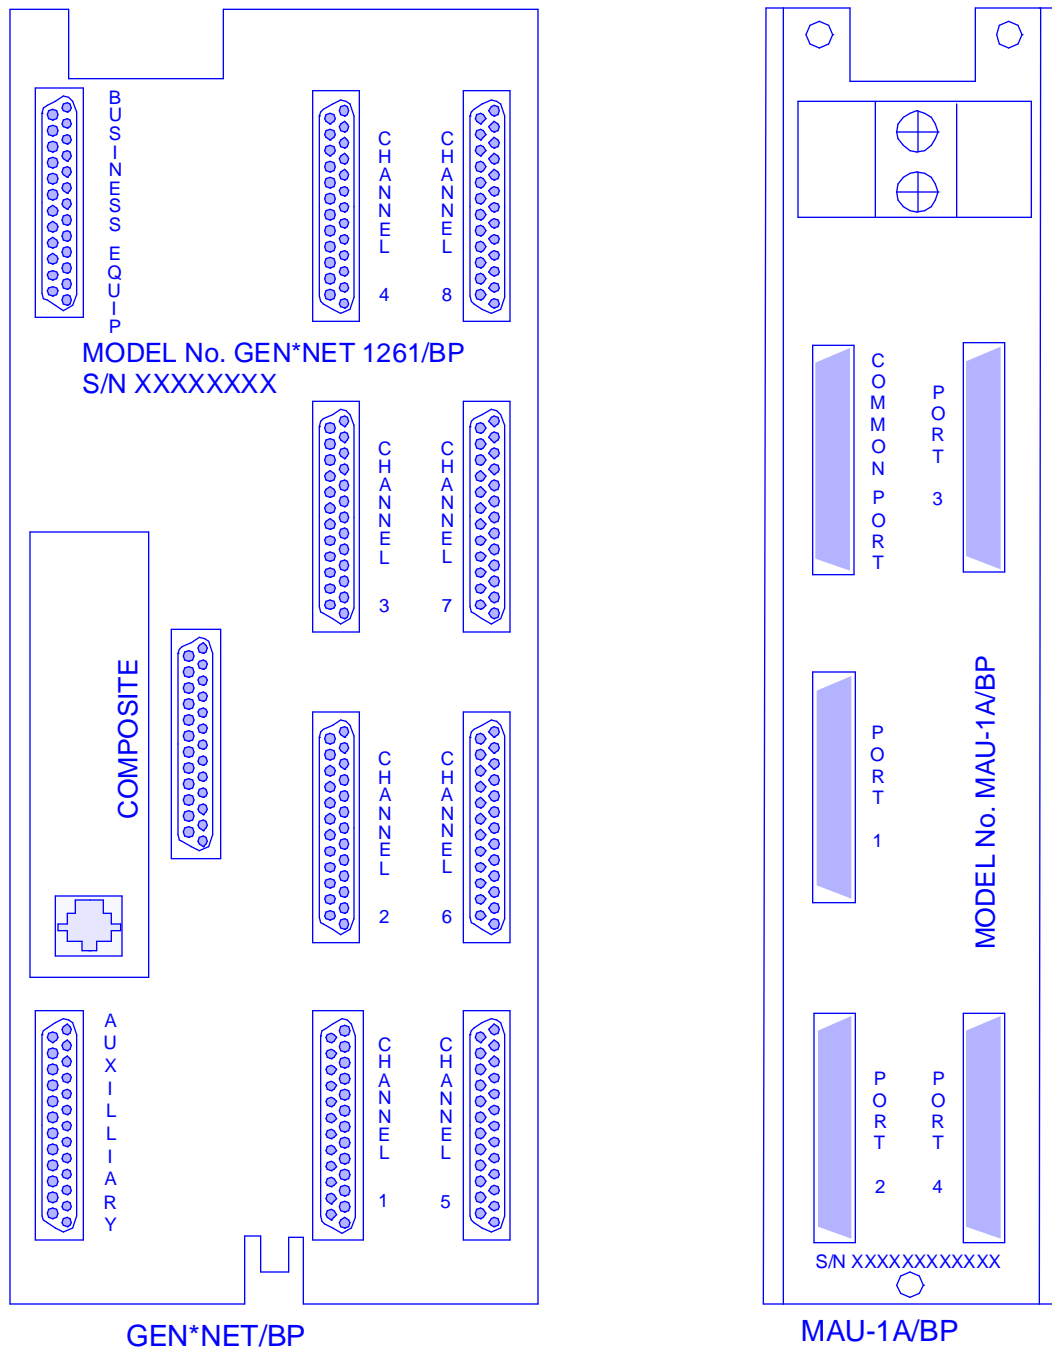 BUSINESS EQUIP
CHANNEL 4
CHANNEL 8
MODEL No. GEN*NET 1261/BP
S/N XXXXXXXX
CHANNEL 3
CHANNEL 7
COMPOSITE
CHANNEL 2
CHANNEL 6
AUXILLIARY
CHANNEL 1
CHANNEL 5
GEN*NET/BP
COMMON PORT
PORT 3
PORT 1
MODEL No. MAU-1A/BP
PORT 2
PORT 4
S/N XXXXXXXXXXXX
MAU-1A/BP